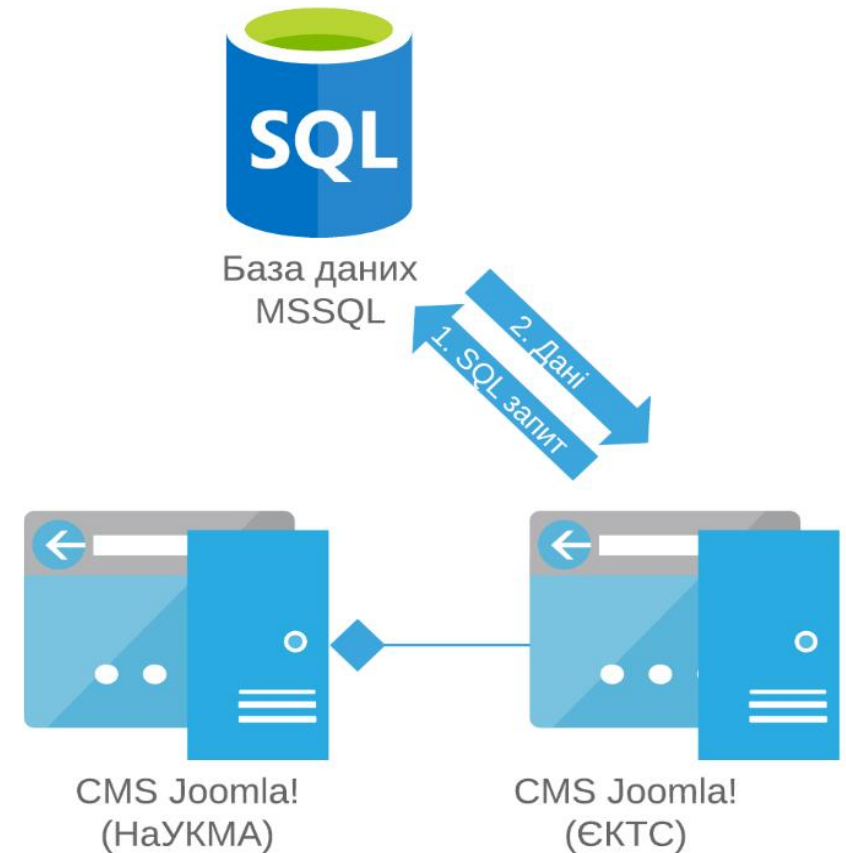 SQL
База даних
MSSQL
2. Дані
1. SQL запит
CMS Joomla!
(НаУКМА)
CMS Joomla!
(ЄКТС)